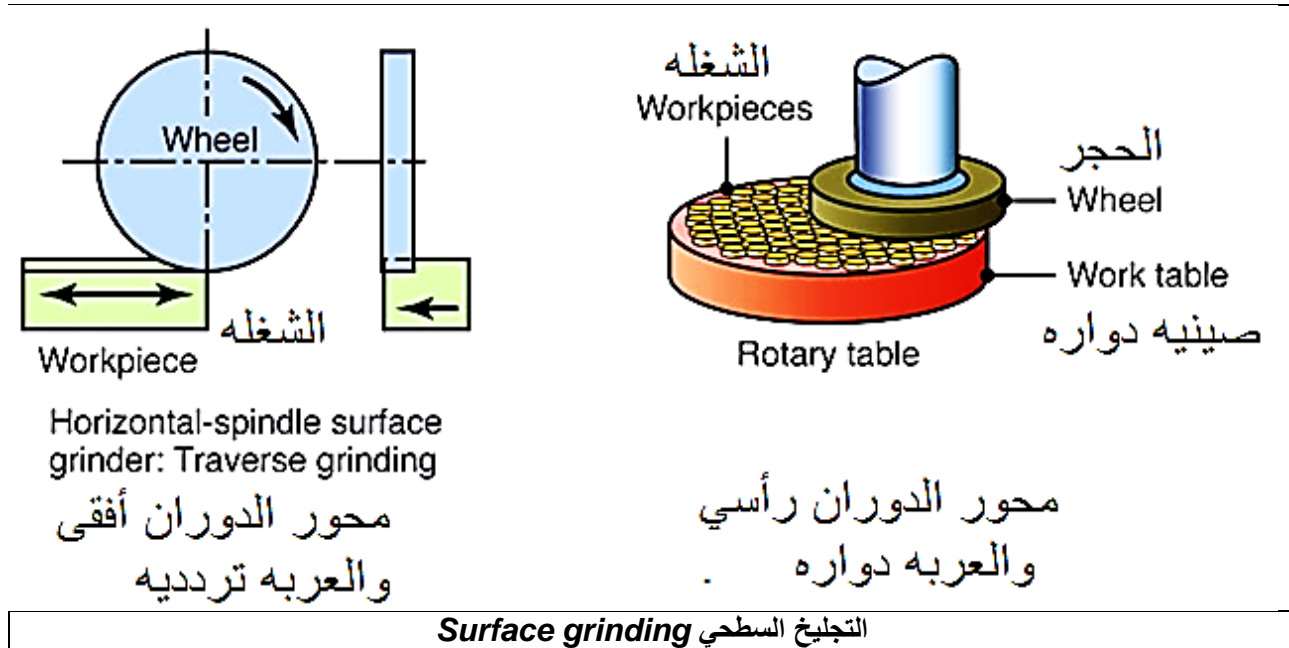 Wheel
الشغله
Workpiece
Horizontal-spindle surface
grinder: Traverse grinding
محور الدوران أفقى
والعربه ترددیه
الشغله
Workpieces
الحجر
Wheel
Work table
صينيه دواره
Rotary table
محور الدوران رأسي
والعربه دواره .
التجليخ السطحي Surface grinding